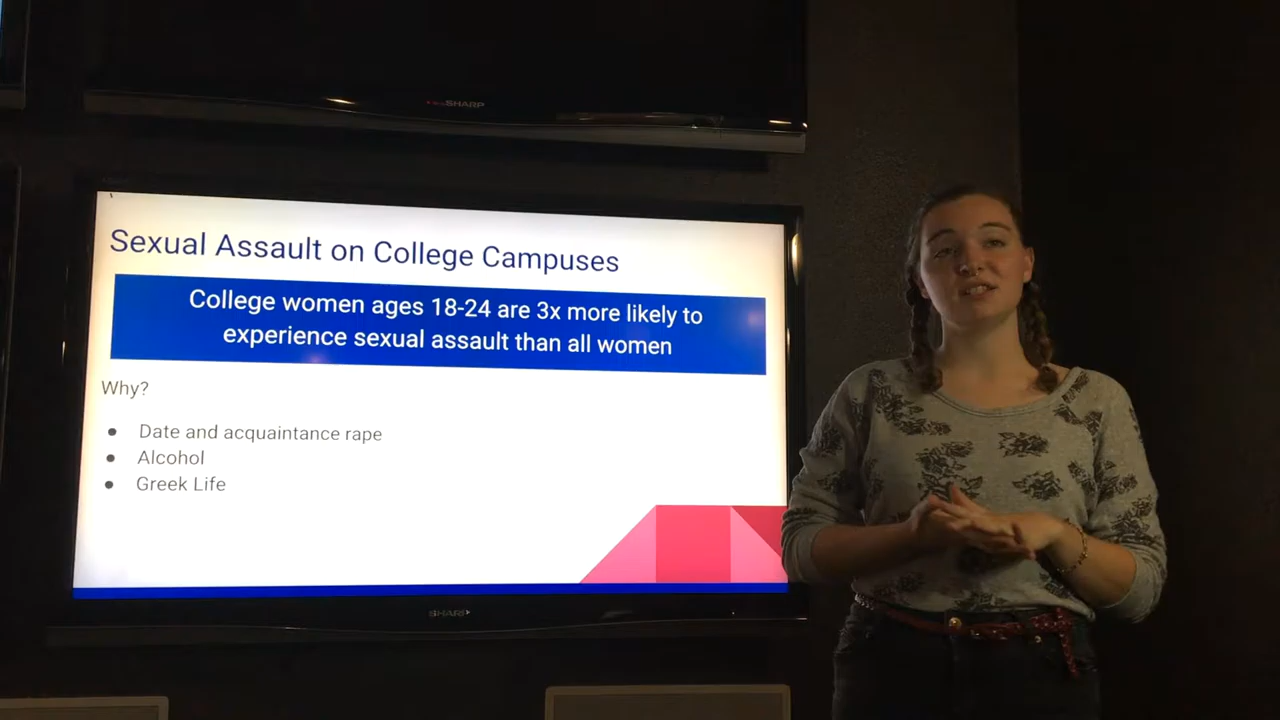 SHARP
Sexual Assault on College Campuses
College women ages 18-24 are 3x more likely to
experience sexual assault than all women
Why?
● Date and acquaintance rape
● Alcohol
● Greek Life
SHARP